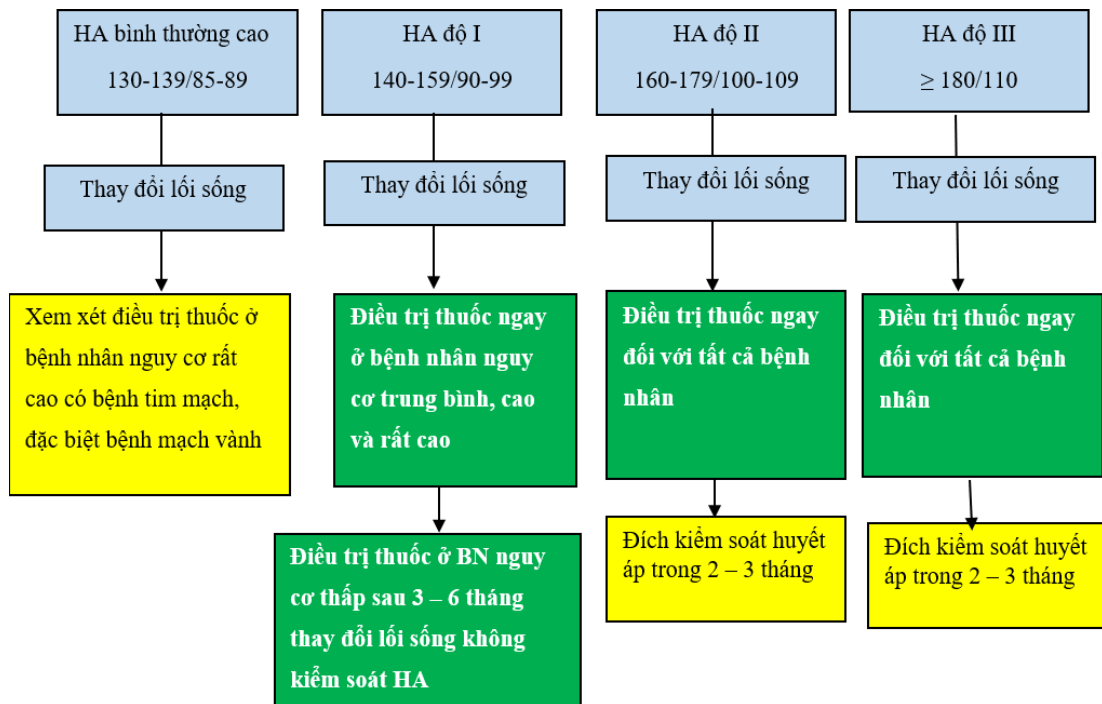 HA bình thường cao
130-139/85-89
HA độ I
140-159/90-99
HA độ II
160-179/100-109
HA độ III
≥ 180/110
Thay đổi lối sống
Thay đổi lối sống
Thay đổi lối sống
Thay đổi lối sống
Xem xét điều trị thuốc ở
bệnh nhân nguy cơ rất
cao có bệnh tim mạch,
đặc biệt bệnh mạch vành
Điều trị thuốc ngay
ở bệnh nhân nguy
cơ trung bình, cao
và rất cao
Điều trị thuốc ngay
đối với tất cả bệnh
nhân
Điều trị thuốc ngay
đối với tất cả bệnh
nhân
Điều trị thuốc ở BN nguy
cơ thấp sau 3 – 6 tháng
thay đổi lối sống không
kiểm soát HA
Đích kiểm soát huyết
áp trong 2 – 3 tháng
Đích kiểm soát huyết
áp trong 2 – 3 tháng